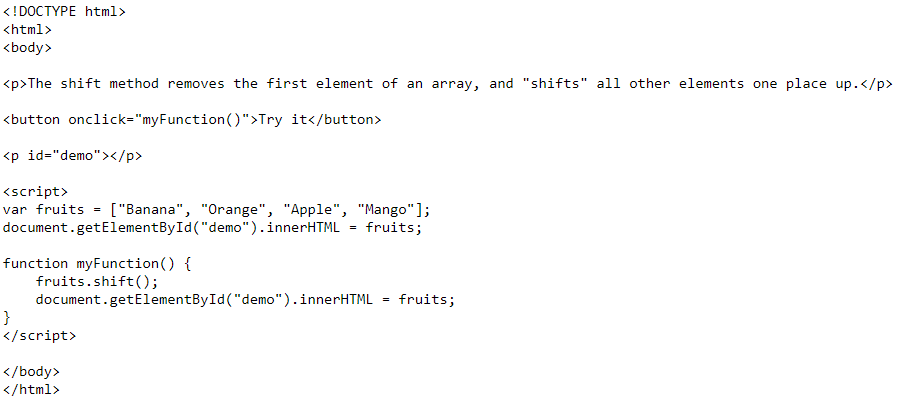 <!DOCTYPE html>
<html>
<body>
<p>The shift method removes the first element of an array, and "shifts" all other elements one place up.</p>
<button onclick="myFunction()">Try it</button>
<p id="demo"></p>
<script>
var fruits = ["Banana", "Orange", "Apple", "Mango"];
document.getElementById("demo").innerHTML = fruits;
function myFunction() {
    fruits.shift();
    document.getElementById("demo").innerHTML = fruits;
}
</script>
</body>
</html>